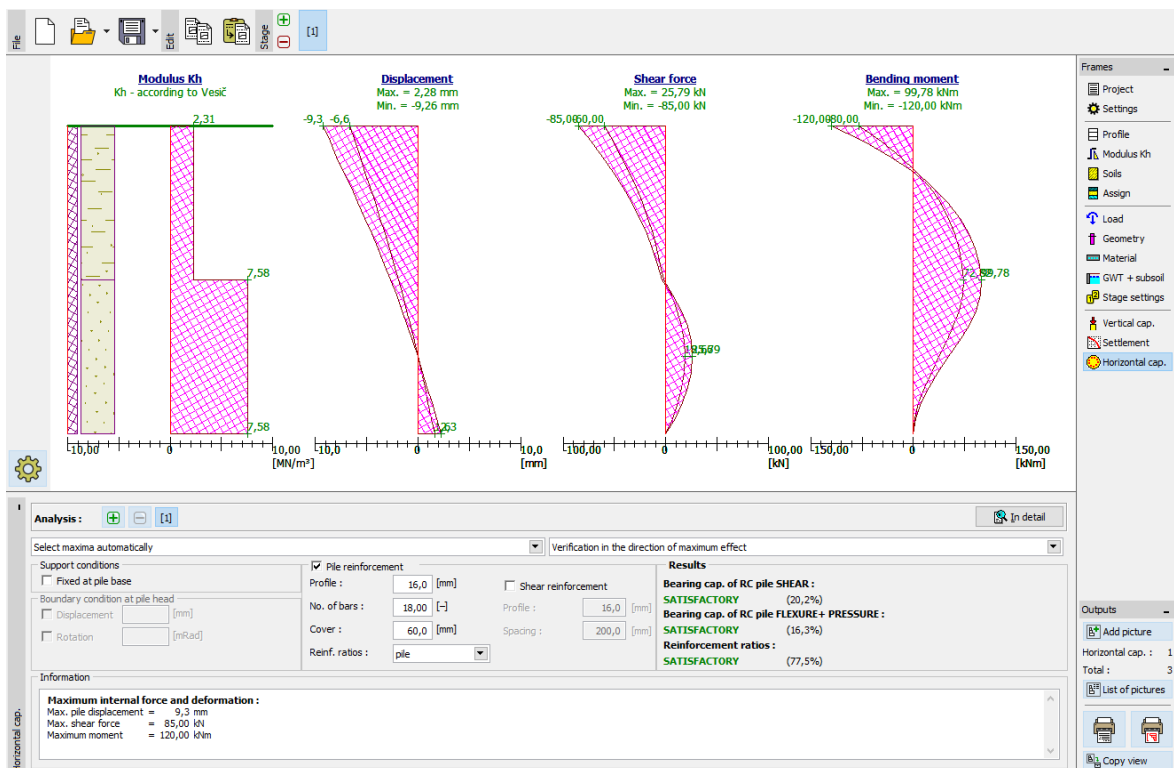 File
Edit
Stage
[1]
Modulus Kh
Kh - according to Vesič
2,31
7,58
7,58
-10,00 0 10,00
[MN/m³]
Displacement
Max. = 2,28 mm
Min. = -9,26 mm
-9,3 -6,6
-10,0 0 10,0
[mm]
Shear force
Max. = 25,79 kN
Min. = -85,00 kN
-85,00 60,00
-100,00 0 100,00
[kN]
Bending moment
Max. = 99,78 kNm
Min. = -120,00 kNm
-120,00 80,00
99,78
-150,00 0 150,00
[kNm]
Frames
Project
Settings
Profile
Modulus Kh
Soils
Assign
Load
Geometry
Material
GWT + subsoil
Stage settings
Vertical cap.
Settlement
Horizontal cap.
Horizontal cap.
Analysis : [1]
In detail
Select maxima automatically
Verification in the direction of maximum effect
Support conditions
Fixed at pile base
Boundary condition at pile head
Displacement [mm]
Rotation [mRad]
Pile reinforcement
Profile : 16,0 [mm]
No. of bars : 18,00 [–]
Cover : 60,0 [mm]
Reinf. ratios : pile
Shear reinforcement
Profile : 16,0 [mm]
Spacing : 200,0 [mm]
Results
Bearing cap. of RC pile SHEAR :
SATISFACTORY (20,2%)
Bearing cap. of RC pile FLEXURE+ PRESSURE :
SATISFACTORY (16,3%)
Reinforcement ratios :
SATISFACTORY (77,5%)
Information
Maximum internal force and deformation :
Max. pile displacement = 9,3 mm
Max. shear force = 85,00 kN
Maximum moment = 120,00 kNm
Outputs
Add picture
Horizontal cap. : 1
Total : 3
List of pictures
Copy view